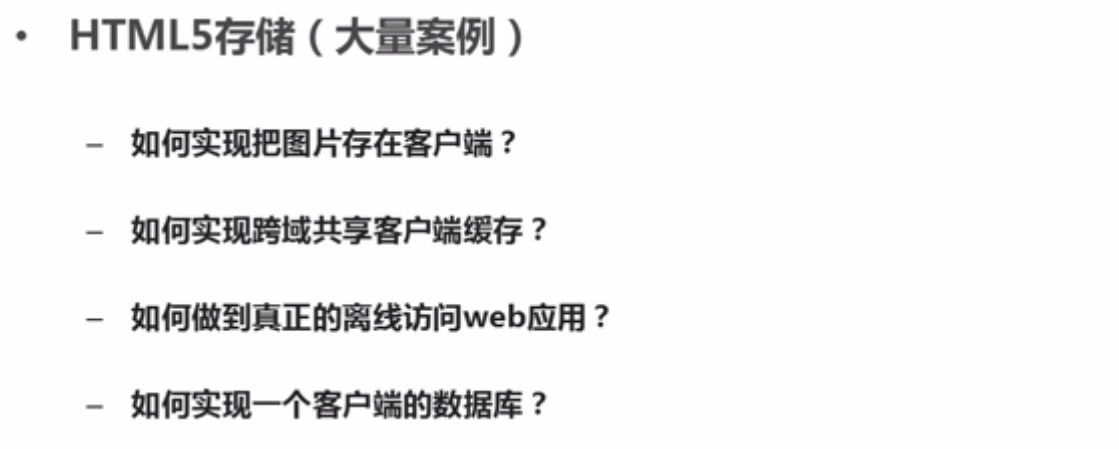 • HTML5存储（大量案例）
– 如何实现把图片存在客户端？
– 如何实现跨域共享客户端缓存？
– 如何做到真正的离线访问web应用？
– 如何实现一个客户端的数据库？